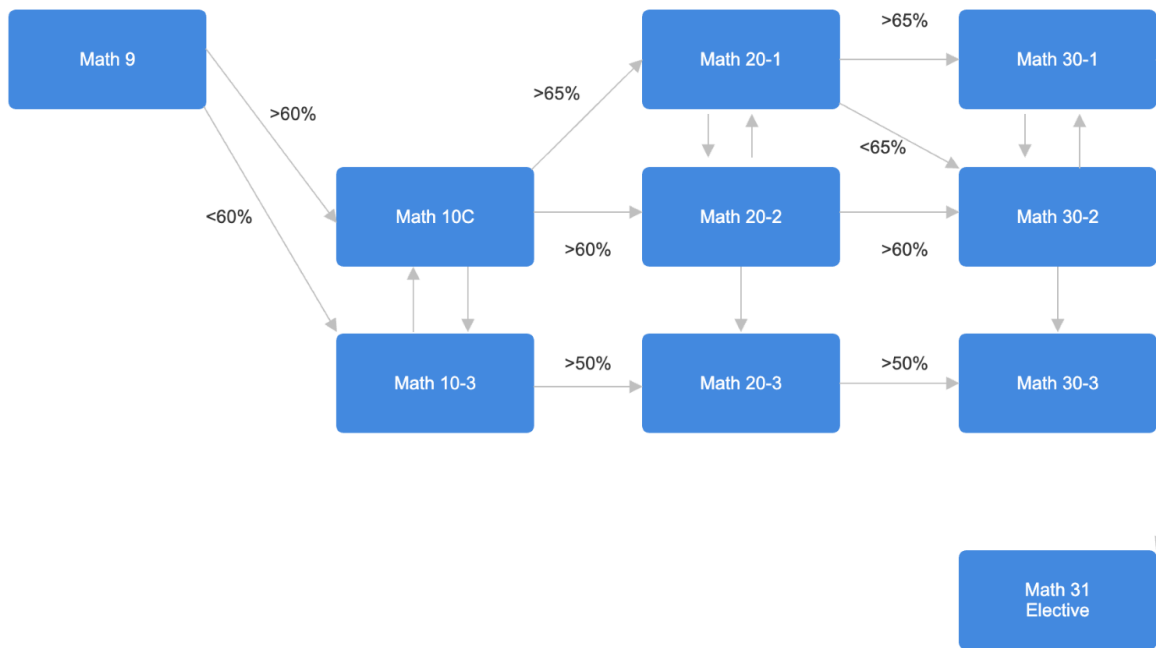 Math 9
Math 20-1
>65%
Math 30-1
>60%
>65%
<65%
<60%
Math 10C
>60%
Math 20-2
>60%
Math 30-2
Math 10-3
>50%
Math 20-3
>50%
Math 30-3
Math 31
Elective